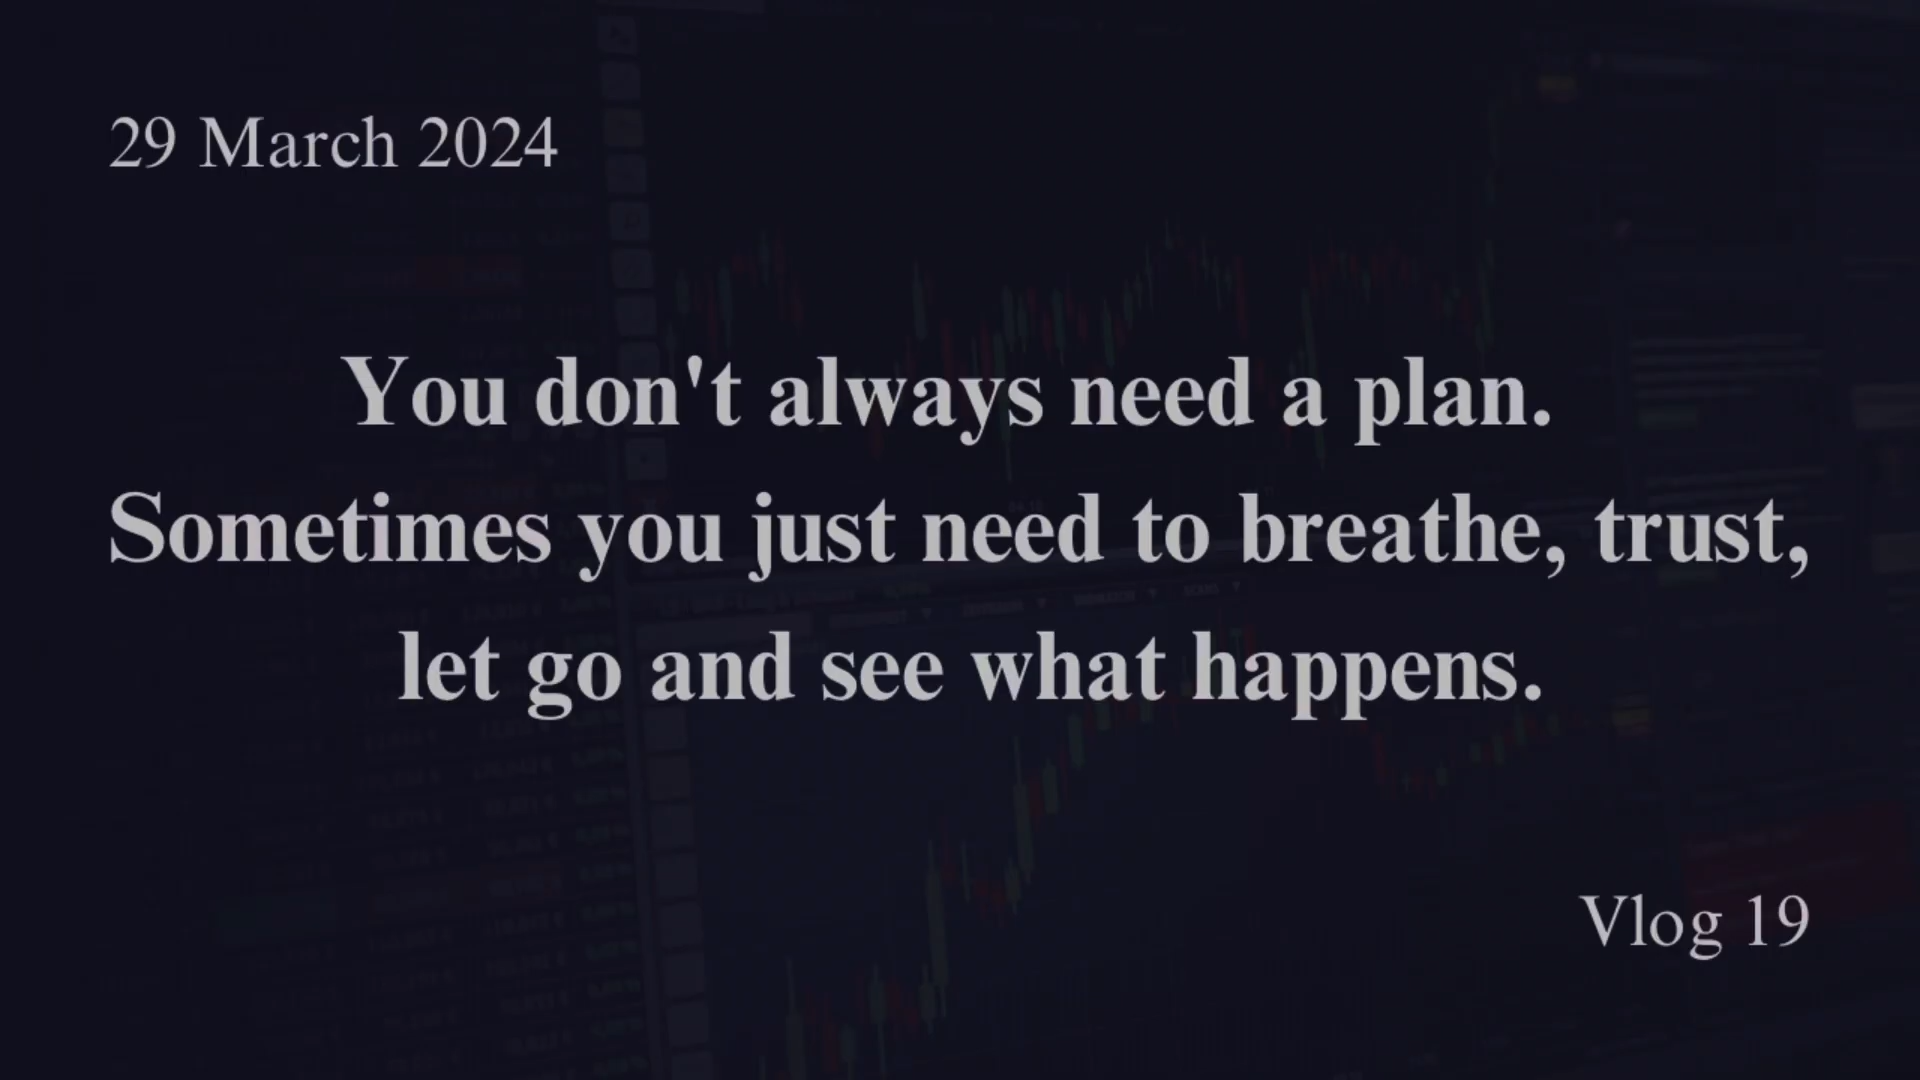 29 March 2024
You don't always need a plan.
Sometimes you just need to breathe, trust,
let go and see what happens.
Vlog 19